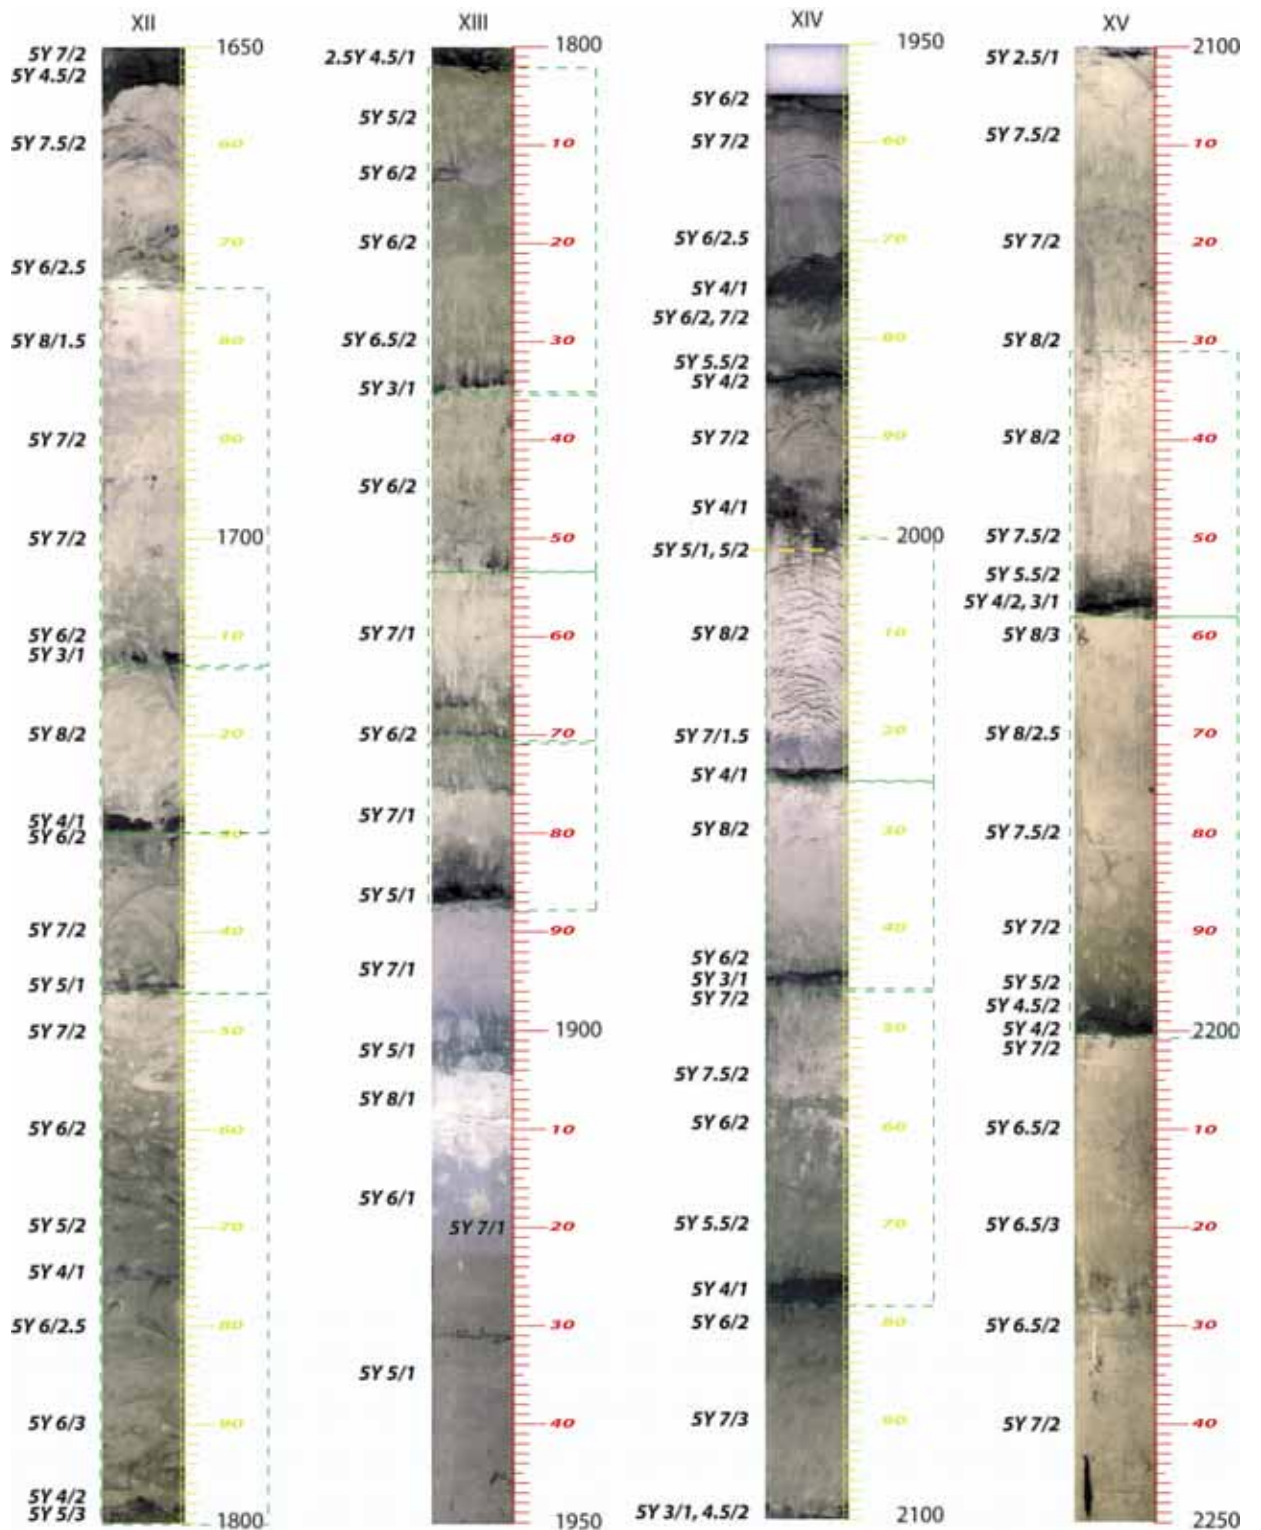 XII
1650
5Y 7/2
5Y 4.5/2
5Y 7.5/2
60
70
5Y 6/2.5
5Y 8/1.5
80
5Y 7/2
90
5Y 7/2
1700
5Y 6/2
10
5Y 3/1
5Y 8/2
20
5Y 4/1
5Y 6/2
30
5Y 7/2
40
5Y 5/1
5Y 7/2
50
5Y 6/2
60
5Y 5/2
70
5Y 4/1
5Y 6/2.5
80
5Y 6/3
90
5Y 4/2
5Y 5/3
1800
XIII
1800
2.5Y 4.5/1
5Y 5/2
10
5Y 6/2
5Y 6/2
20
5Y 6.5/2
30
5Y 3/1
40
5Y 6/2
50
5Y 7/1
60
5Y 6/2
70
5Y 7/1
80
5Y 5/1
90
5Y 7/1
1900
5Y 5/1
5Y 8/1
10
5Y 6/1
5Y 7/1
20
30
5Y 5/1
40
1950
XIV
1950
5Y 6/2
5Y 7/2
60
5Y 6/2.5
70
5Y 4/1
5Y 6/2, 7/2
80
5Y 5.5/2
5Y 4/2
5Y 7/2
90
5Y 4/1
2000
5Y 5/1, 5/2
5Y 8/2
10
5Y 7/1.5
20
5Y 4/1
5Y 8/2
30
40
5Y 6/2
5Y 3/1
5Y 7/2
50
5Y 7.5/2
5Y 6/2
60
5Y 5.5/2
70
5Y 4/1
5Y 6/2
80
5Y 7/3
90
5Y 3/1, 4.5/2
2100
XV
2100
5Y 2.5/1
5Y 7.5/2
10
5Y 7/2
20
5Y 8/2
30
5Y 8/2
40
5Y 7.5/2
50
5Y 5.5/2
5Y 4/2, 3/1
5Y 8/3
60
5Y 8/2.5
70
5Y 7.5/2
80
5Y 7/2
90
5Y 5/2
5Y 4.5/2
5Y 4/2
2200
5Y 7/2
5Y 6.5/2
10
5Y 6.5/3
20
5Y 6.5/2
30
5Y 7/2
40
2250